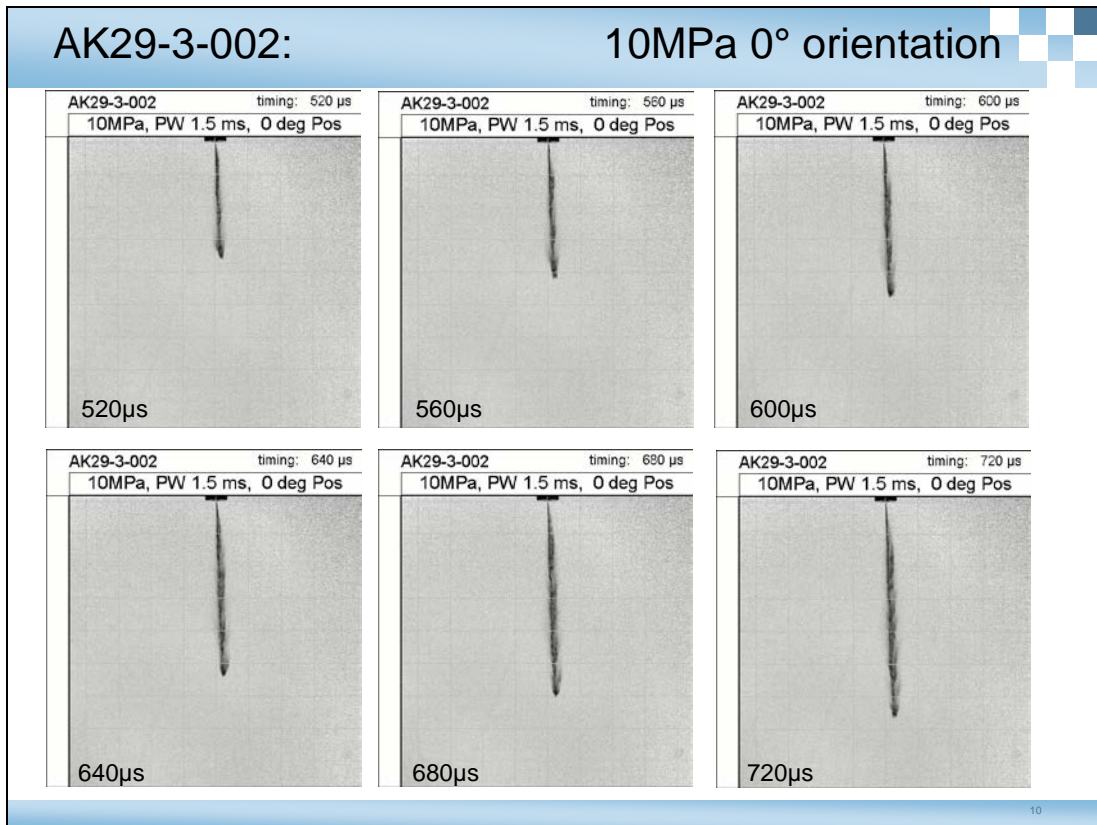 AK29-3-002: 10MPa 0° orientation
AK29-3-002 timing: 520 µs
10MPa, PW 1.5 ms, 0 deg Pos
520µs
AK29-3-002 timing: 560 µs
10MPa, PW 1.5 ms, 0 deg Pos
560µs
AK29-3-002 timing: 600 µs
10MPa, PW 1.5 ms, 0 deg Pos
600µs
AK29-3-002 timing: 640 µs
10MPa, PW 1.5 ms, 0 deg Pos
640µs
AK29-3-002 timing: 680 µs
10MPa, PW 1.5 ms, 0 deg Pos
680µs
AK29-3-002 timing: 720 µs
10MPa, PW 1.5 ms, 0 deg Pos
720µs
10